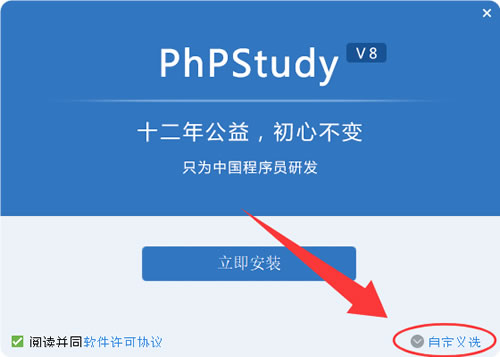 PhPStudy V8
十二年公益，初心不变
只为中国程序员研发
立即安装
阅读并同软件许可协议
自定义选